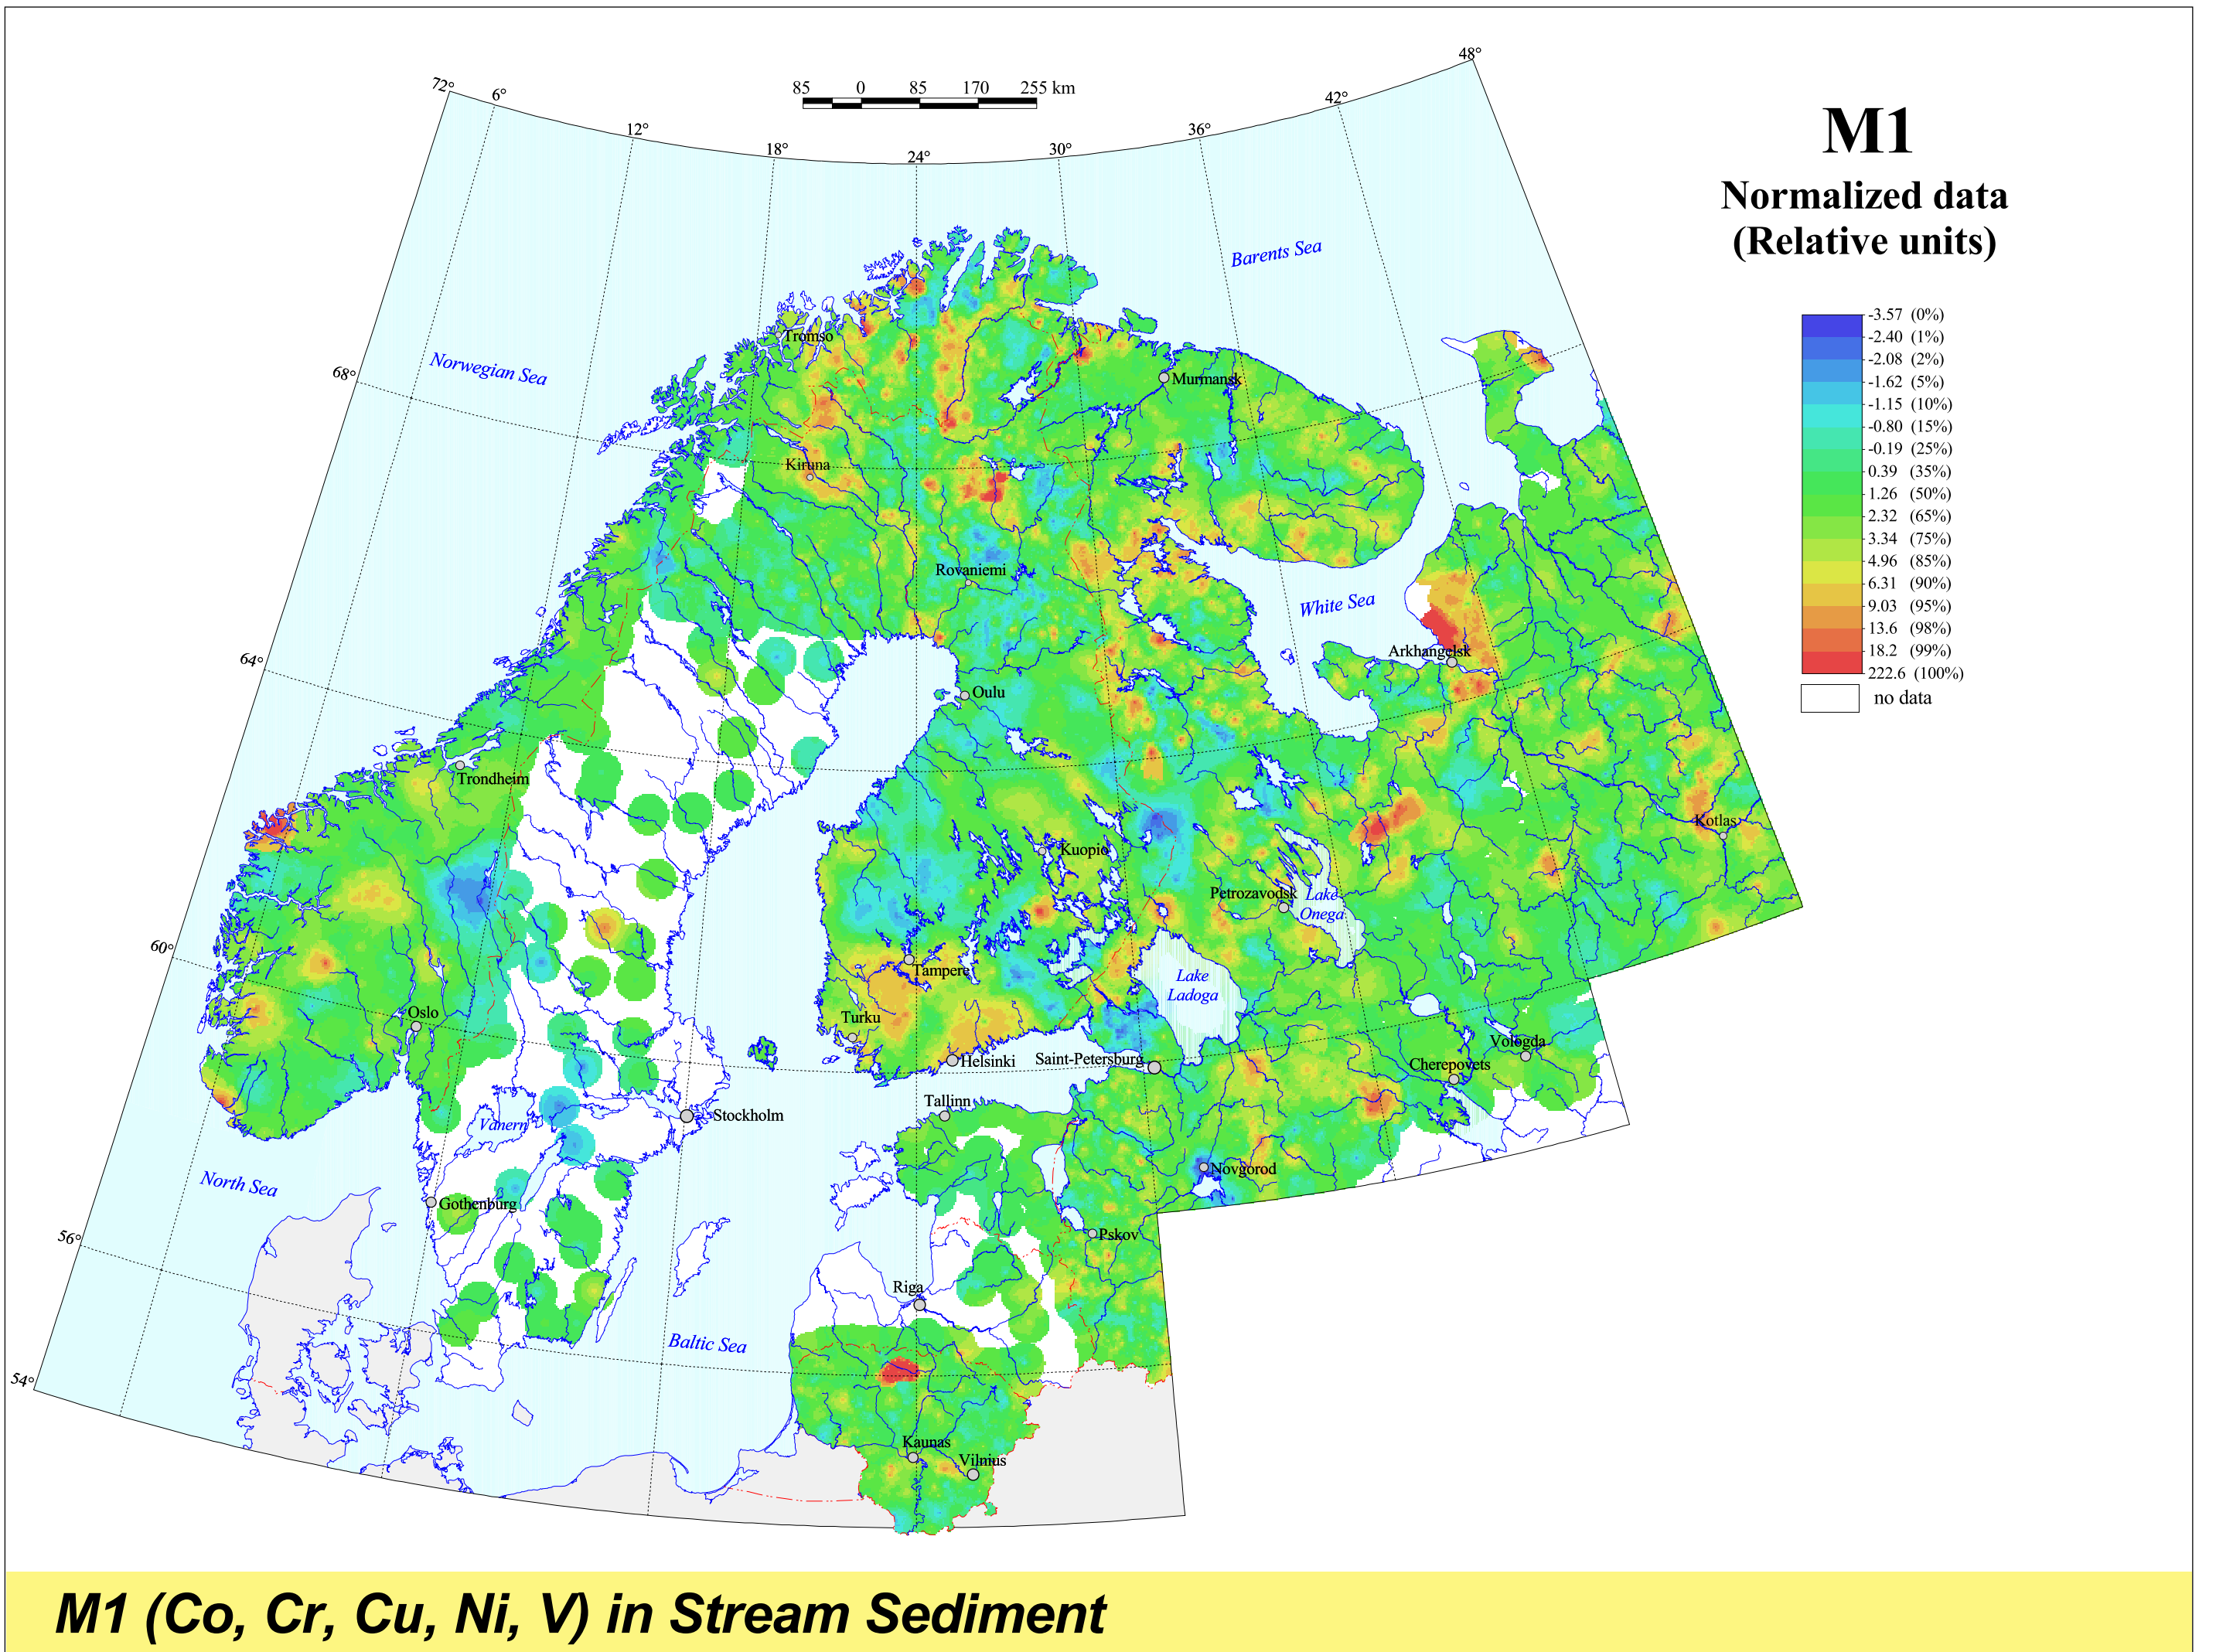 48°
72°
6°
42°
12°
36°
18°
24°
30°
85 0 85 170 255 km
M1
Normalized data
(Relative units)
Barents Sea
-3.57 (0%)
-2.40 (1%)
-2.08 (2%)
-1.62 (5%)
-1.15 (10%)
-0.80 (15%)
-0.19 (25%)
0.39 (35%)
1.26 (50%)
2.32 (65%)
3.34 (75%)
4.96 (85%)
6.31 (90%)
9.03 (95%)
13.6 (98%)
18.2 (99%)
222.6 (100%)
no data
Tromso
Norwegian Sea
68°
Murmansk
Kiruna
Rovaniemi
White Sea
Arkhangelsk
64°
Oulu
Trondheim
Kotlas
Kuopio
Petrozavodsk
Lake
Onega
60°
Tampere
Lake
Ladoga
Oslo
Turku
Vologda
Helsinki
Saint-Petersburg
Cherepovets
Tallinn
Stockholm
Vanern
Novgorod
North Sea
Gothenburg
Pskov
56°
Riga
Baltic Sea
54°
Kaunas
Vilnius
M1 (Co, Cr, Cu, Ni, V) in Stream Sediment